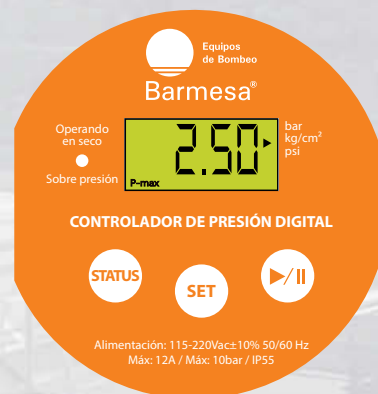 Equipos
de Bombeo
Barmesa®
Operando
en seco
Sobre presión
2.50
P-max
bar
kg/cm²
psi
CONTROLADOR DE PRESIÓN DIGITAL
STATUS
SET
Alimentación: 115-220Vac±10% 50/60 Hz
Máx: 12A / Máx: 10bar / IP55